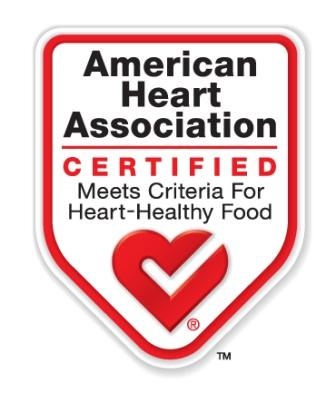 American
Heart
Association
CERTIFIED
Meets Criteria For
Heart-Healthy Food
®
™